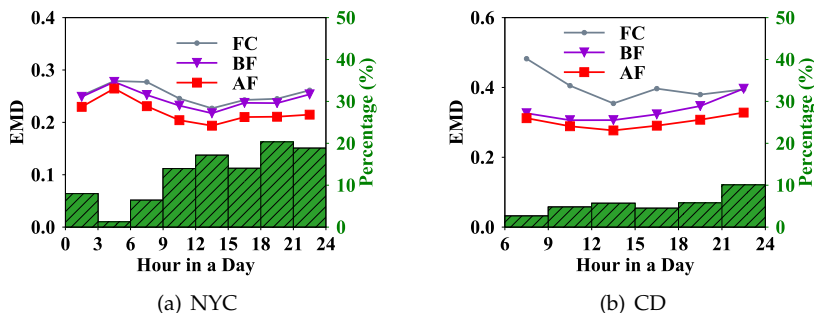 0.4
50
0.6
50
FC
BF
AF
40
FC
BF
AF
40
0.3
EMD
0.2
30
Percentage (%)
0.4
EMD
30
Percentage (%)
20
0.2
20
0.1
10
10
0.0
0
0.0
0
0 3 6 9 12 15 18 21 24
6 9 12 15 18 21 24
Hour in a Day
Hour in a Day
(a) NYC
(b) CD